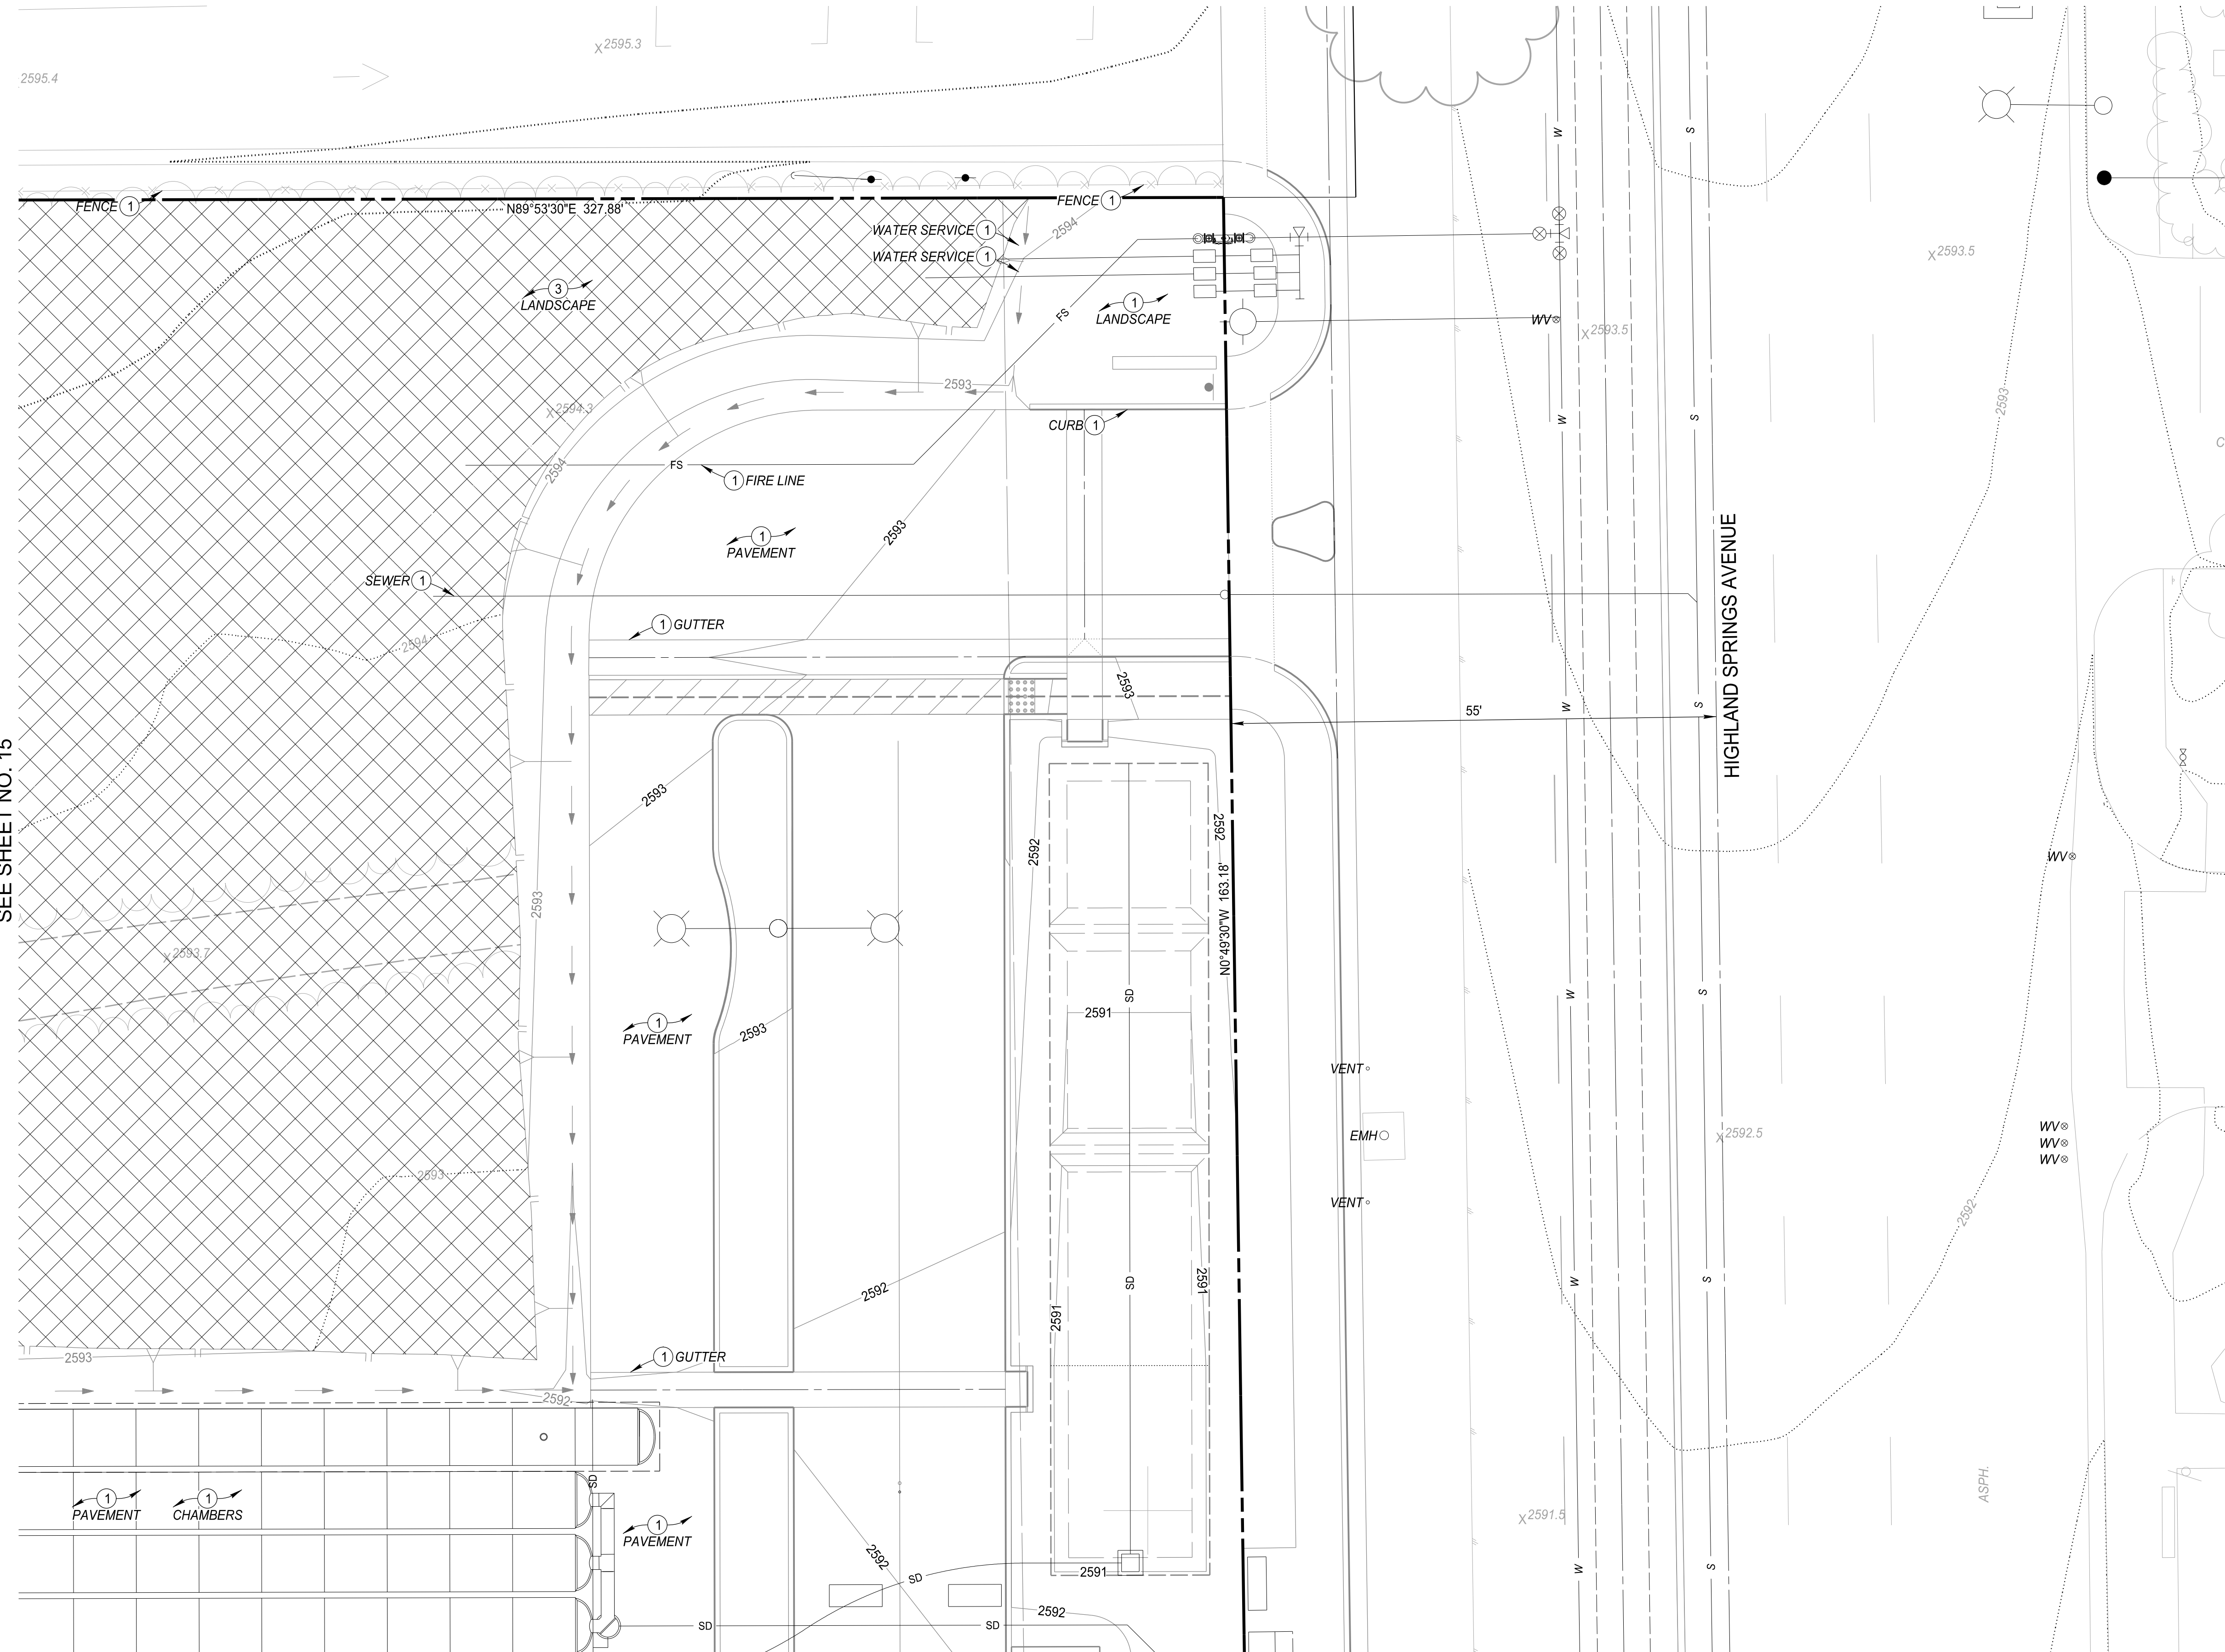 2595.3
2595.4
W
S
FENCE 1
N89°53'30"E 327.88'
FENCE 1
2594
WATER SERVICE 1
WATER SERVICE 1
2593.5
3
LANDSCAPE
1
LANDSCAPE
FS
WV
2593.5
2593
2594.3
2593
CURB 1
W
S
2594
FS
1 FIRE LINE
2593
1
PAVEMENT
SEWER 1
1 GUTTER
2594
HIGHLAND SPRINGS AVENUE
2593
W
S
55'
SEE SHEET NO. 15
2593
2592
2592
WV
2593
N0°49'30"W 163.18'
2593.7
SD
W
S
2591
1
PAVEMENT
2593
VENT
EMH
2592.5
WV
WV
WV
2593
VENT
2592
SD
2591
2591
W
S
2592
2593
1 GUTTER
2592
SD
1
PAVEMENT
1
CHAMBERS
1
PAVEMENT
2591.5
ASPH.
2592
SD
2591
W
S
2592
SD
SD